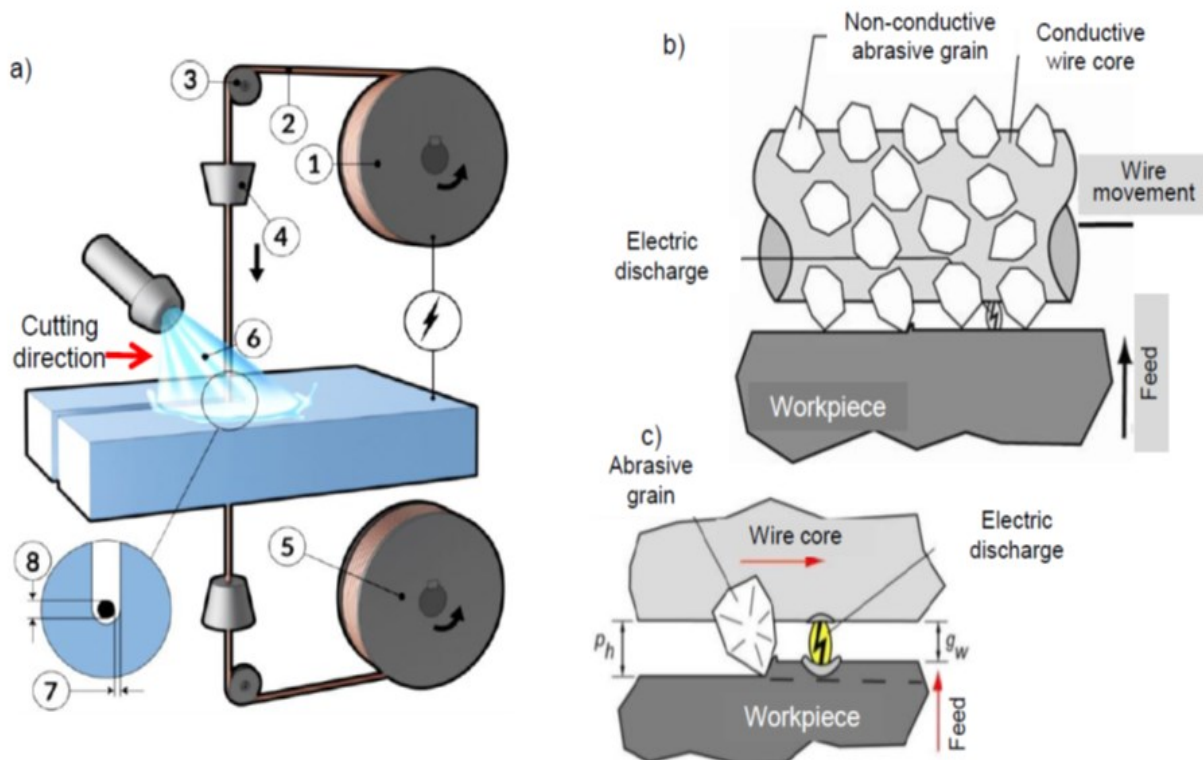 a)
3
2
1
4
Cutting
direction
6
5
8
7
b)
Non-conductive
abrasive grain
Conductive
wire core
Wire
movement
Electric
discharge
Workpiece
Feed
c)
Abrasive
grain
Wire core
Electric
discharge
p_h
g_w
Workpiece
Feed